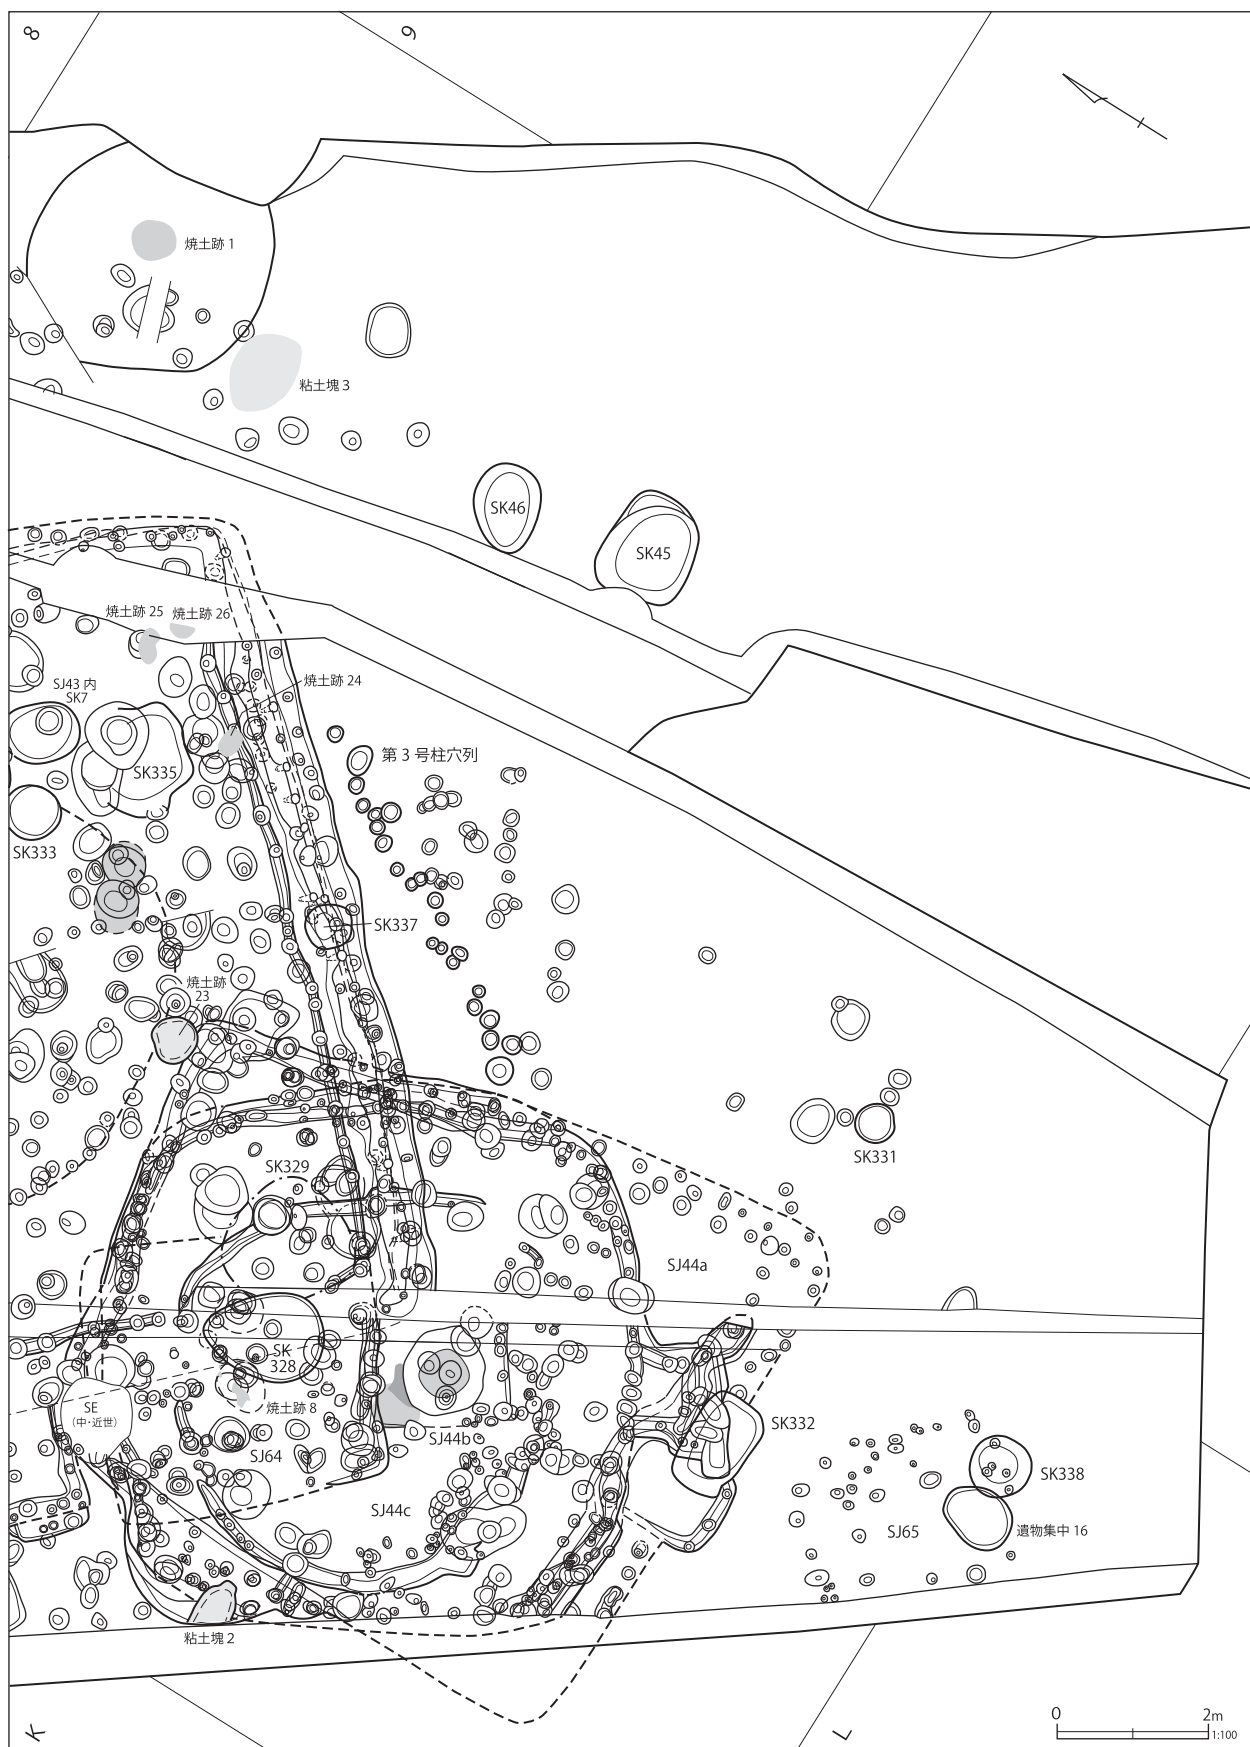 8
9
焼土跡 1
粘土塊 3
SK46
SK45
焼土跡 25
焼土跡 26
SJ43 内
SK7
焼土跡 24
第 3 号柱穴列
SK335
SK333
SK337
焼土跡
23
SK331
SK329
SJ44a
SK
328
SE
(中・近世)
焼土跡 8
SJ44b
SK332
SJ64
SK338
SJ44c
SJ65
遺物集中 16
粘土塊 2
K
L
0
2m
1:100